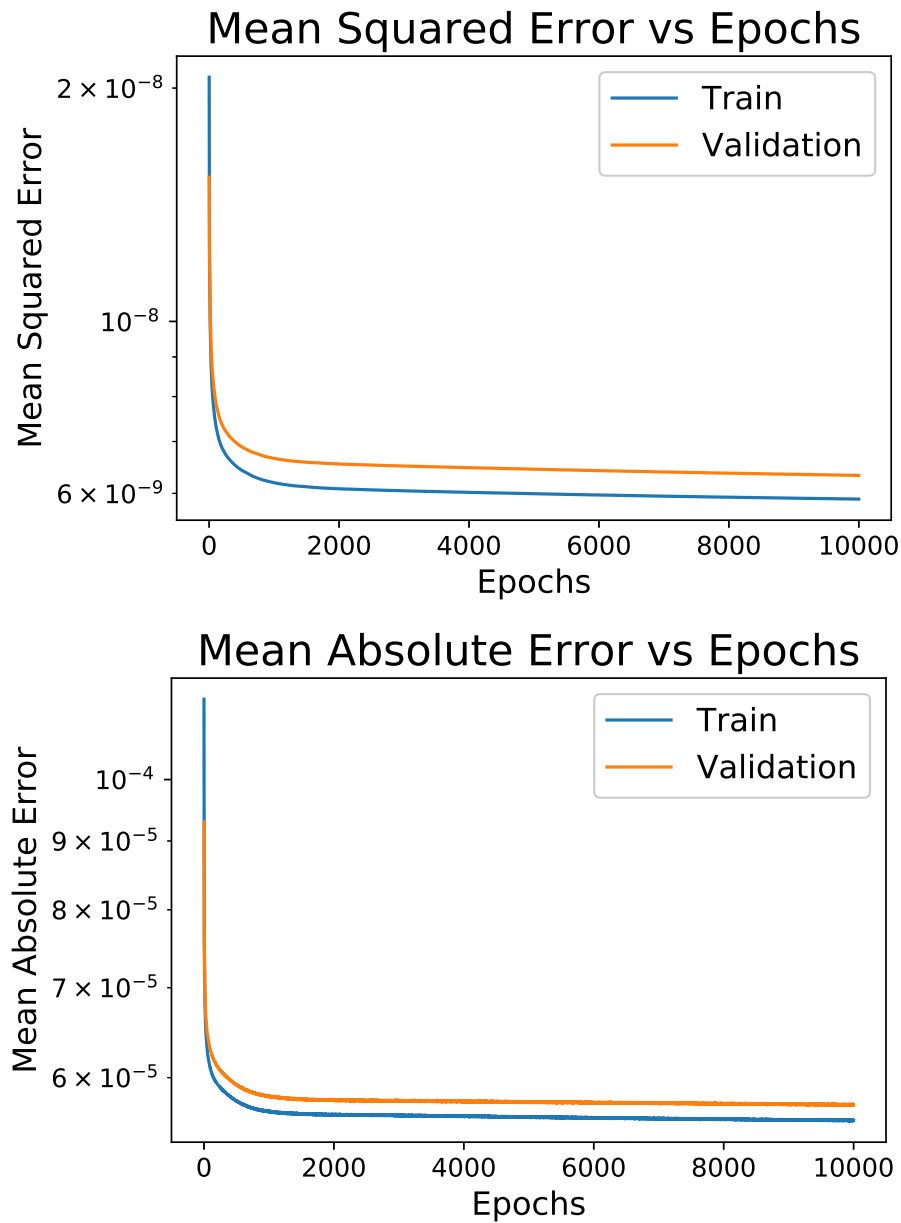 Mean Squared Error vs Epochs
Mean Squared Error
2 × 10⁻⁸
10⁻⁸
6 × 10⁻⁹
Train
Validation
0 2000 4000 6000 8000 10000
Epochs
Mean Absolute Error vs Epochs
Mean Absolute Error
10⁻⁴
9 × 10⁻⁵
8 × 10⁻⁵
7 × 10⁻⁵
6 × 10⁻⁵
Train
Validation
0 2000 4000 6000 8000 10000
Epochs